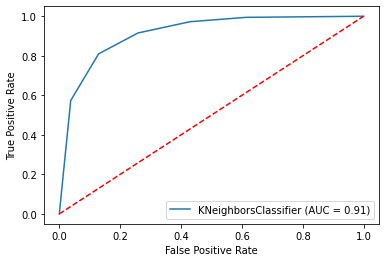 1.0
0.8
0.6
0.4
0.2
0.0
True Positive Rate
KNeighborsClassifier (AUC = 0.91)
0.0 0.2 0.4 0.6 0.8 1.0
False Positive Rate